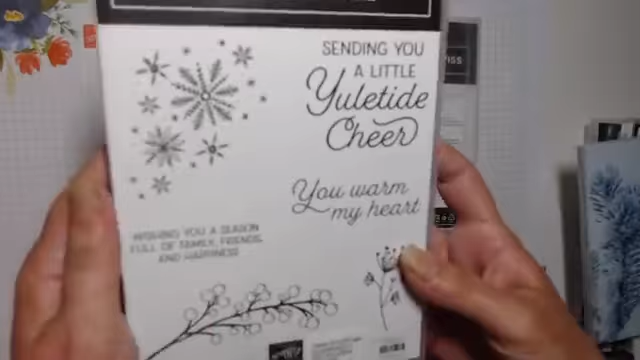 SENDING YOU
A LITTLE
Yuletide
Cheer
You warm
my heart
WISHING YOU A SEASON
FULL OF FAMILY, FRIENDS,
AND HAPPINESS